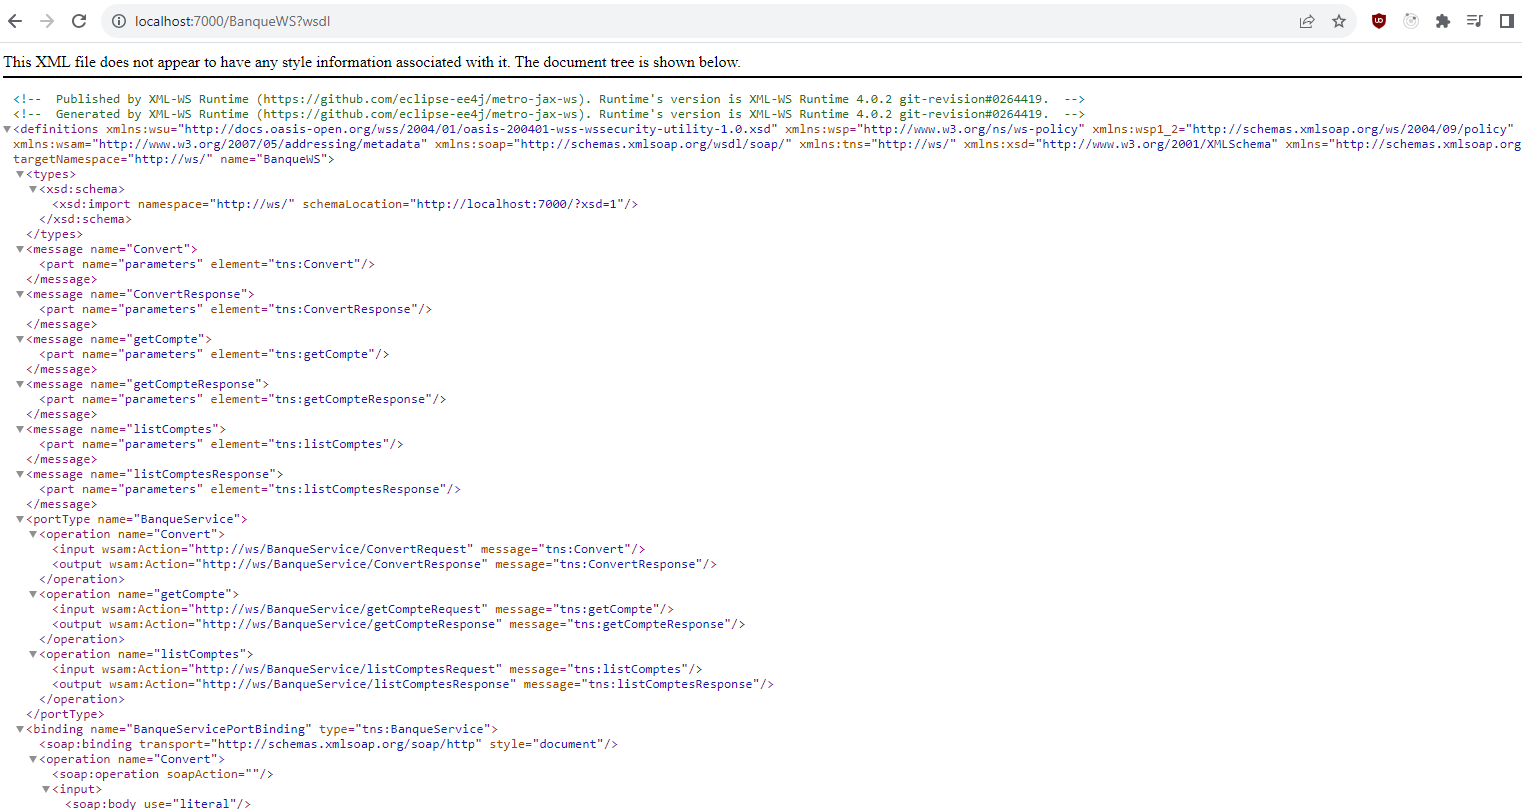 localhost:7000/BanqueWS?wsdl
This XML file does not appear to have any style information associated with it. The document tree is shown below.
<!--  Published by XML-WS Runtime (https://github.com/eclipse-ee4j/metro-jax-ws). Runtime's version is XML-WS Runtime 4.0.2 git-revision#0264419.  -->
<!--  Generated by XML-WS Runtime (https://github.com/eclipse-ee4j/metro-jax-ws). Runtime's version is XML-WS Runtime 4.0.2 git-revision#0264419.  -->
<definitions xmlns:wsu="http://docs.oasis-open.org/wss/2004/01/oasis-200401-wss-wssecurity-utility-1.0.xsd" xmlns:wsp="http://www.w3.org/ns/ws-policy" xmlns:wsp1_2="http://schemas.xmlsoap.org/ws/2004/09/policy"
xmlns:wsam="http://www.w3.org/2007/05/addressing/metadata" xmlns:soap="http://schemas.xmlsoap.org/wsdl/soap/" xmlns:tns="http://ws/" xmlns:xsd="http://www.w3.org/2001/XMLSchema" xmlns="http://schemas.xmlsoap.org
targetNamespace="http://ws/" name="BanqueWS">
<types>
<xsd:schema>
<xsd:import namespace="http://ws/" schemaLocation="http://localhost:7000/?xsd=1"/>
</xsd:schema>
</types>
<message name="Convert">
<part name="parameters" element="tns:Convert"/>
</message>
<message name="ConvertResponse">
<part name="parameters" element="tns:ConvertResponse"/>
</message>
<message name="getCompte">
<part name="parameters" element="tns:getCompte"/>
</message>
<message name="getCompteResponse">
<part name="parameters" element="tns:getCompteResponse"/>
</message>
<message name="listComptes">
<part name="parameters" element="tns:listComptes"/>
</message>
<message name="listComptesResponse">
<part name="parameters" element="tns:listComptesResponse"/>
</message>
<portType name="BanqueService">
<operation name="Convert">
<input wsam:Action="http://ws/BanqueService/ConvertRequest" message="tns:Convert"/>
<output wsam:Action="http://ws/BanqueService/ConvertResponse" message="tns:ConvertResponse"/>
</operation>
<operation name="getCompte">
<input wsam:Action="http://ws/BanqueService/getCompteRequest" message="tns:getCompte"/>
<output wsam:Action="http://ws/BanqueService/getCompteResponse" message="tns:getCompteResponse"/>
</operation>
<operation name="listComptes">
<input wsam:Action="http://ws/BanqueService/listComptesRequest" message="tns:listComptes"/>
<output wsam:Action="http://ws/BanqueService/listComptesResponse" message="tns:listComptesResponse"/>
</operation>
</portType>
<binding name="BanqueServicePortBinding" type="tns:BanqueService">
<soap:binding transport="http://schemas.xmlsoap.org/soap/http" style="document"/>
<operation name="Convert">
<soap:operation soapAction=""/>
<input>
<soap:body use="literal"/>